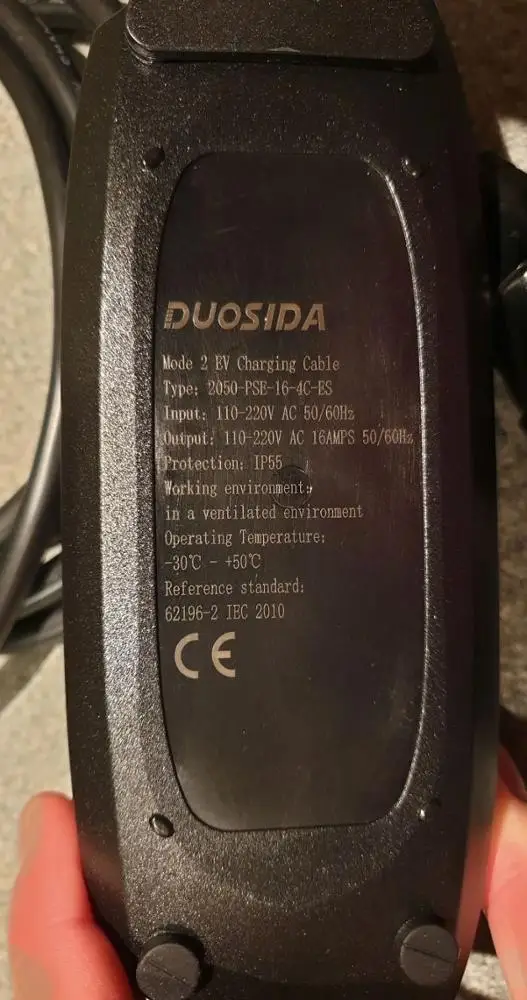 DUOSIDA
Mode 2 EV Charging Cable
Type: 2050-PSE-16-4C-ES
Input: 110-220V AC 50/60Hz
Output: 110-220V AC 16AMPS 50/60Hz
Protection: IP55
Working environment:
in a ventilated environment
Operating Temperature:
-30℃ - +50℃
Reference standard:
62196-2 IEC 2010
CE